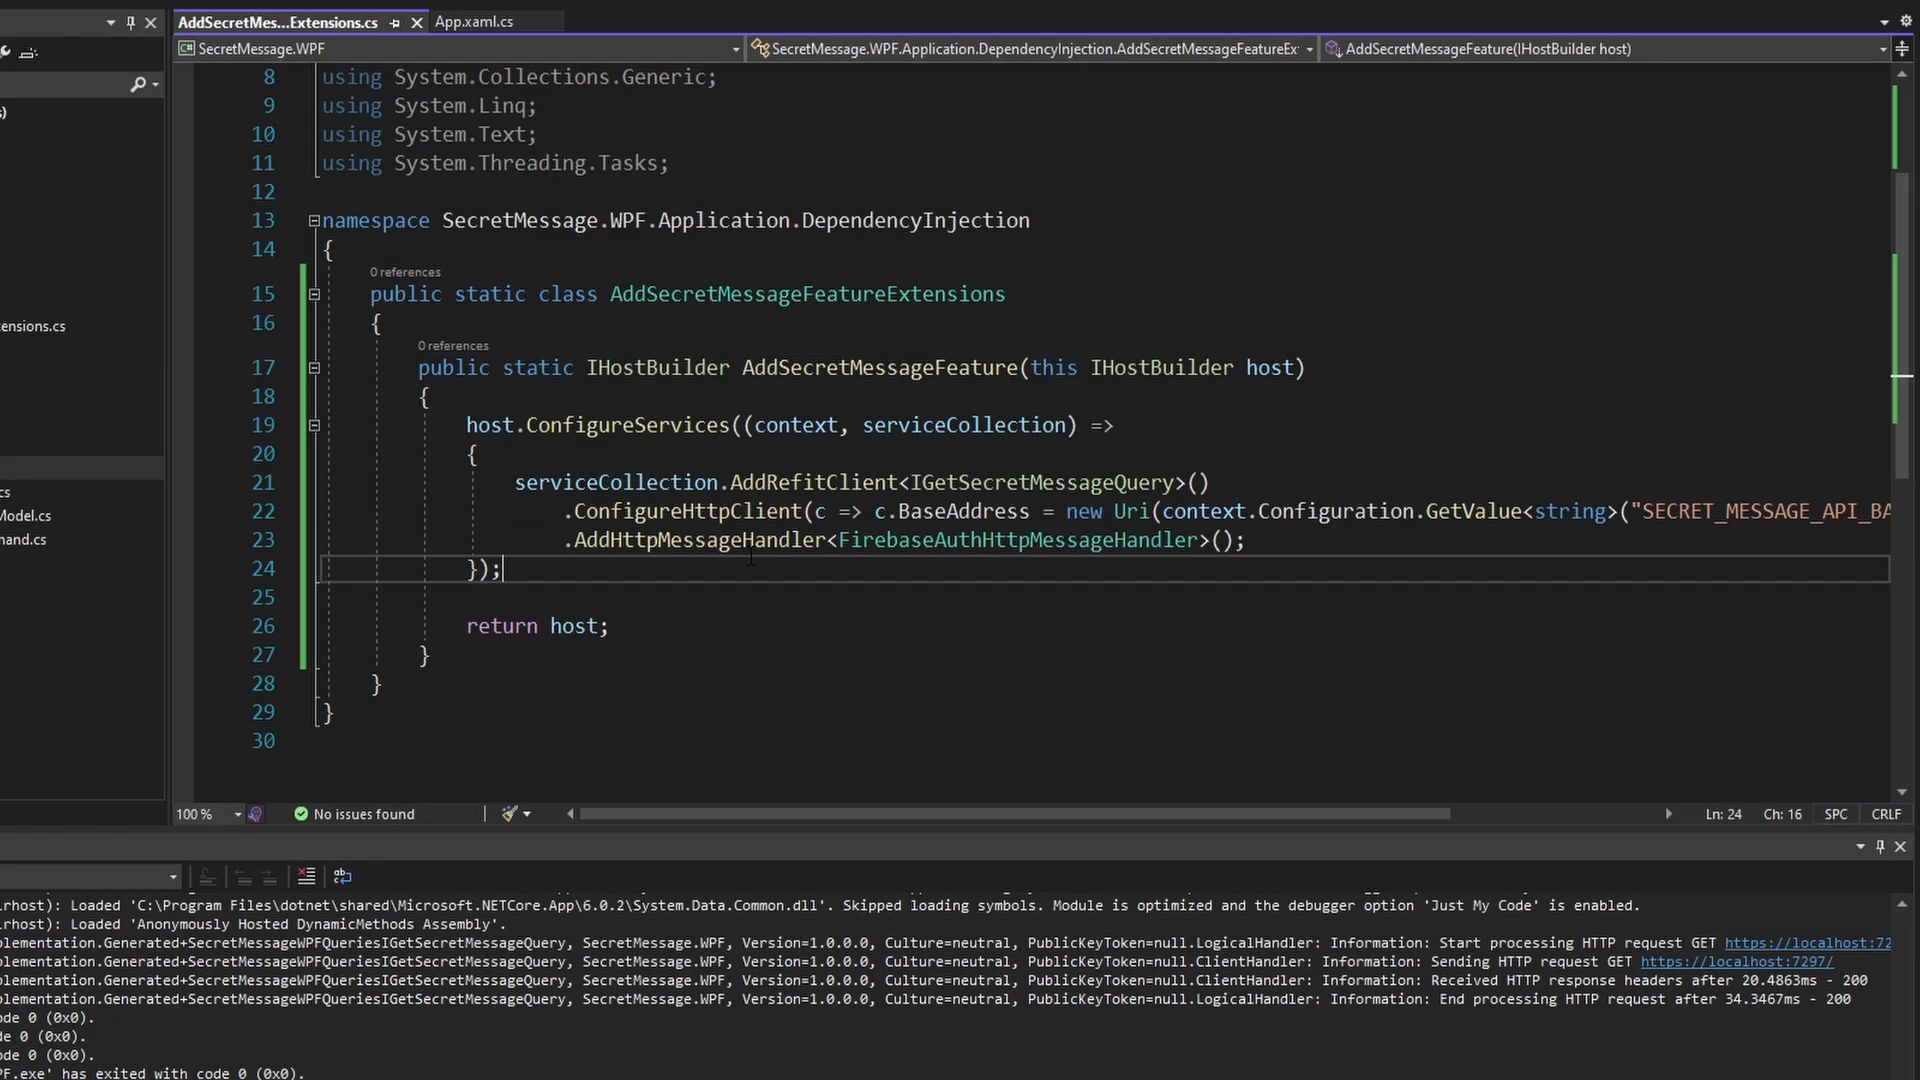 AddSecretMes...Extensions.cs
App.xaml.cs
SecretMessage.WPF
SecretMessage.WPF.Application.DependencyInjection.AddSecretMessageFeatureEx
AddSecretMessageFeature(IHostBuilder host)
8 using System.Collections.Generic;
9 using System.Linq;
10 using System.Text;
11 using System.Threading.Tasks;
12
13 namespace SecretMessage.WPF.Application.DependencyInjection
14 {
0 references
15 public static class AddSecretMessageFeatureExtensions
16 {
0 references
17 public static IHostBuilder AddSecretMessageFeature(this IHostBuilder host)
18 {
19 host.ConfigureServices((context, serviceCollection) =>
20 {
21 serviceCollection.AddRefitClient<IGetSecretMessageQuery>()
22 .ConfigureHttpClient(c => c.BaseAddress = new Uri(context.Configuration.GetValue<string>("SECRET_MESSAGE_API_BA
23 .AddHttpMessageHandler<FirebaseAuthHttpMessageHandler>();
24 });
25
26 return host;
27 }
28 }
29 }
30
s)
ensions.cs
cs
Model.cs
mand.cs
100 %
No issues found
Ln: 24 Ch: 16 SPC CRLF
lrhost): Loaded 'C:\Program Files\dotnet\shared\Microsoft.NETCore.App\6.0.2\System.Data.Common.dll'. Skipped loading symbols. Module is optimized and the debugger option 'Just My Code' is enabled.
lrhost): Loaded 'Anonymously Hosted DynamicMethods Assembly'.
plementation.Generated+SecretMessageWPFQueriesIGetSecretMessageQuery, SecretMessage.WPF, Version=1.0.0.0, Culture=neutral, PublicKeyToken=null.LogicalHandler: Information: Start processing HTTP request GET https://localhost:72
plementation.Generated+SecretMessageWPFQueriesIGetSecretMessageQuery, SecretMessage.WPF, Version=1.0.0.0, Culture=neutral, PublicKeyToken=null.ClientHandler: Information: Sending HTTP request GET https://localhost:7297/
plementation.Generated+SecretMessageWPFQueriesIGetSecretMessageQuery, SecretMessage.WPF, Version=1.0.0.0, Culture=neutral, PublicKeyToken=null.ClientHandler: Information: Received HTTP response headers after 20.4863ms - 200
plementation.Generated+SecretMessageWPFQueriesIGetSecretMessageQuery, SecretMessage.WPF, Version=1.0.0.0, Culture=neutral, PublicKeyToken=null.LogicalHandler: Information: End processing HTTP request after 34.3467ms - 200
ode 0 (0x0).
de 0 (0x0).
ode 0 (0x0).
PF.exe' has exited with code 0 (0x0).